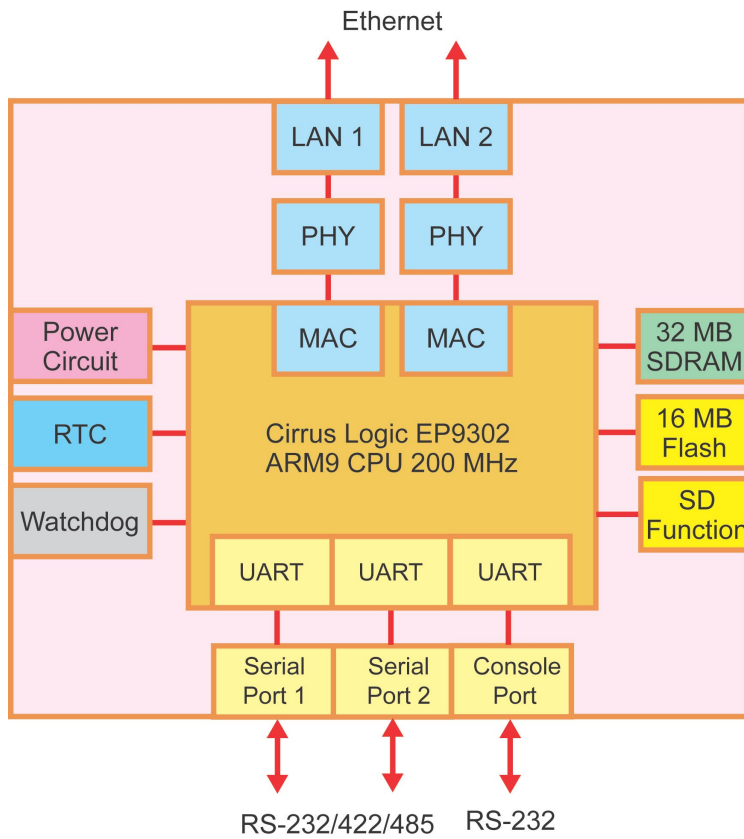 Ethernet
LAN 1
LAN 2
PHY
PHY
MAC
MAC
Power
Circuit
32 MB
SDRAM
RTC
Cirrus Logic EP9302
ARM9 CPU 200 MHz
16 MB
Flash
Watchdog
SD
Function
UART
UART
UART
Serial
Port 1
Serial
Port 2
Console
Port
RS-232/422/485
RS-232